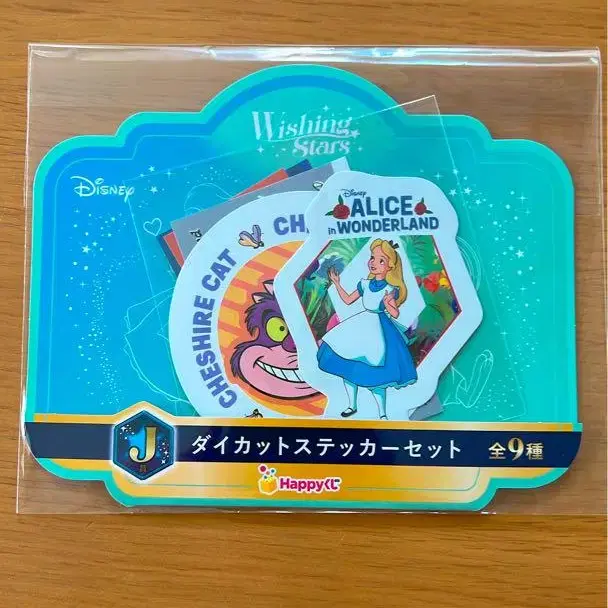 Wishing
Stars
Disney
Disney
ALICE
in WONDERLAND
CHESHIRE CAT
CH
J
賞
ダイカットステッカーセット
全9種
Happyくじ